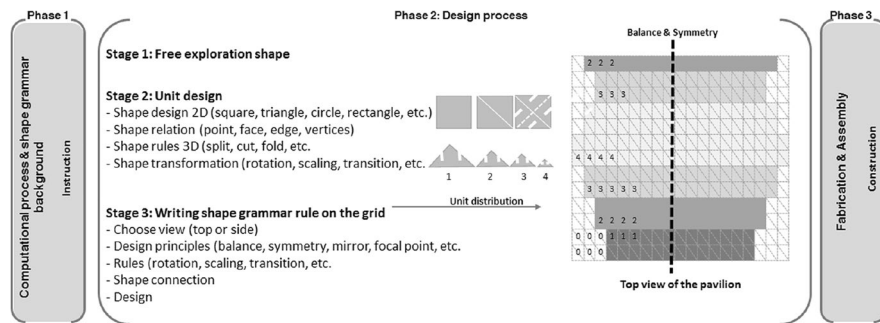 Phase 1
Computational process & shape grammar
background
Instruction
Phase 2: Design process
Stage 1: Free exploration shape
Stage 2: Unit design
- Shape design 2D (square, triangle, circle, rectangle, etc.)
- Shape relation (point, face, edge, vertices)
- Shape rules 3D (split, cut, fold, etc.
- Shape transformation (rotation, scaling, transition, etc.
1 2 3 4
Stage 3: Writing shape grammar rule on the grid
- Choose view (top or side)
- Design principles (balance, symmetry, mirror, focal point, etc.
- Rules (rotation, scaling, transition, etc.
- Shape connection
- Design
Unit distribution
Balance & Symmetry
2 2 2
3 3 3
4 4 4 4
3 3 3 3 3
2 2 2 2
0 0 0 1 1 1
0 0 0
Top view of the pavilion
Phase 3
Fabrication & Assembly
Construction